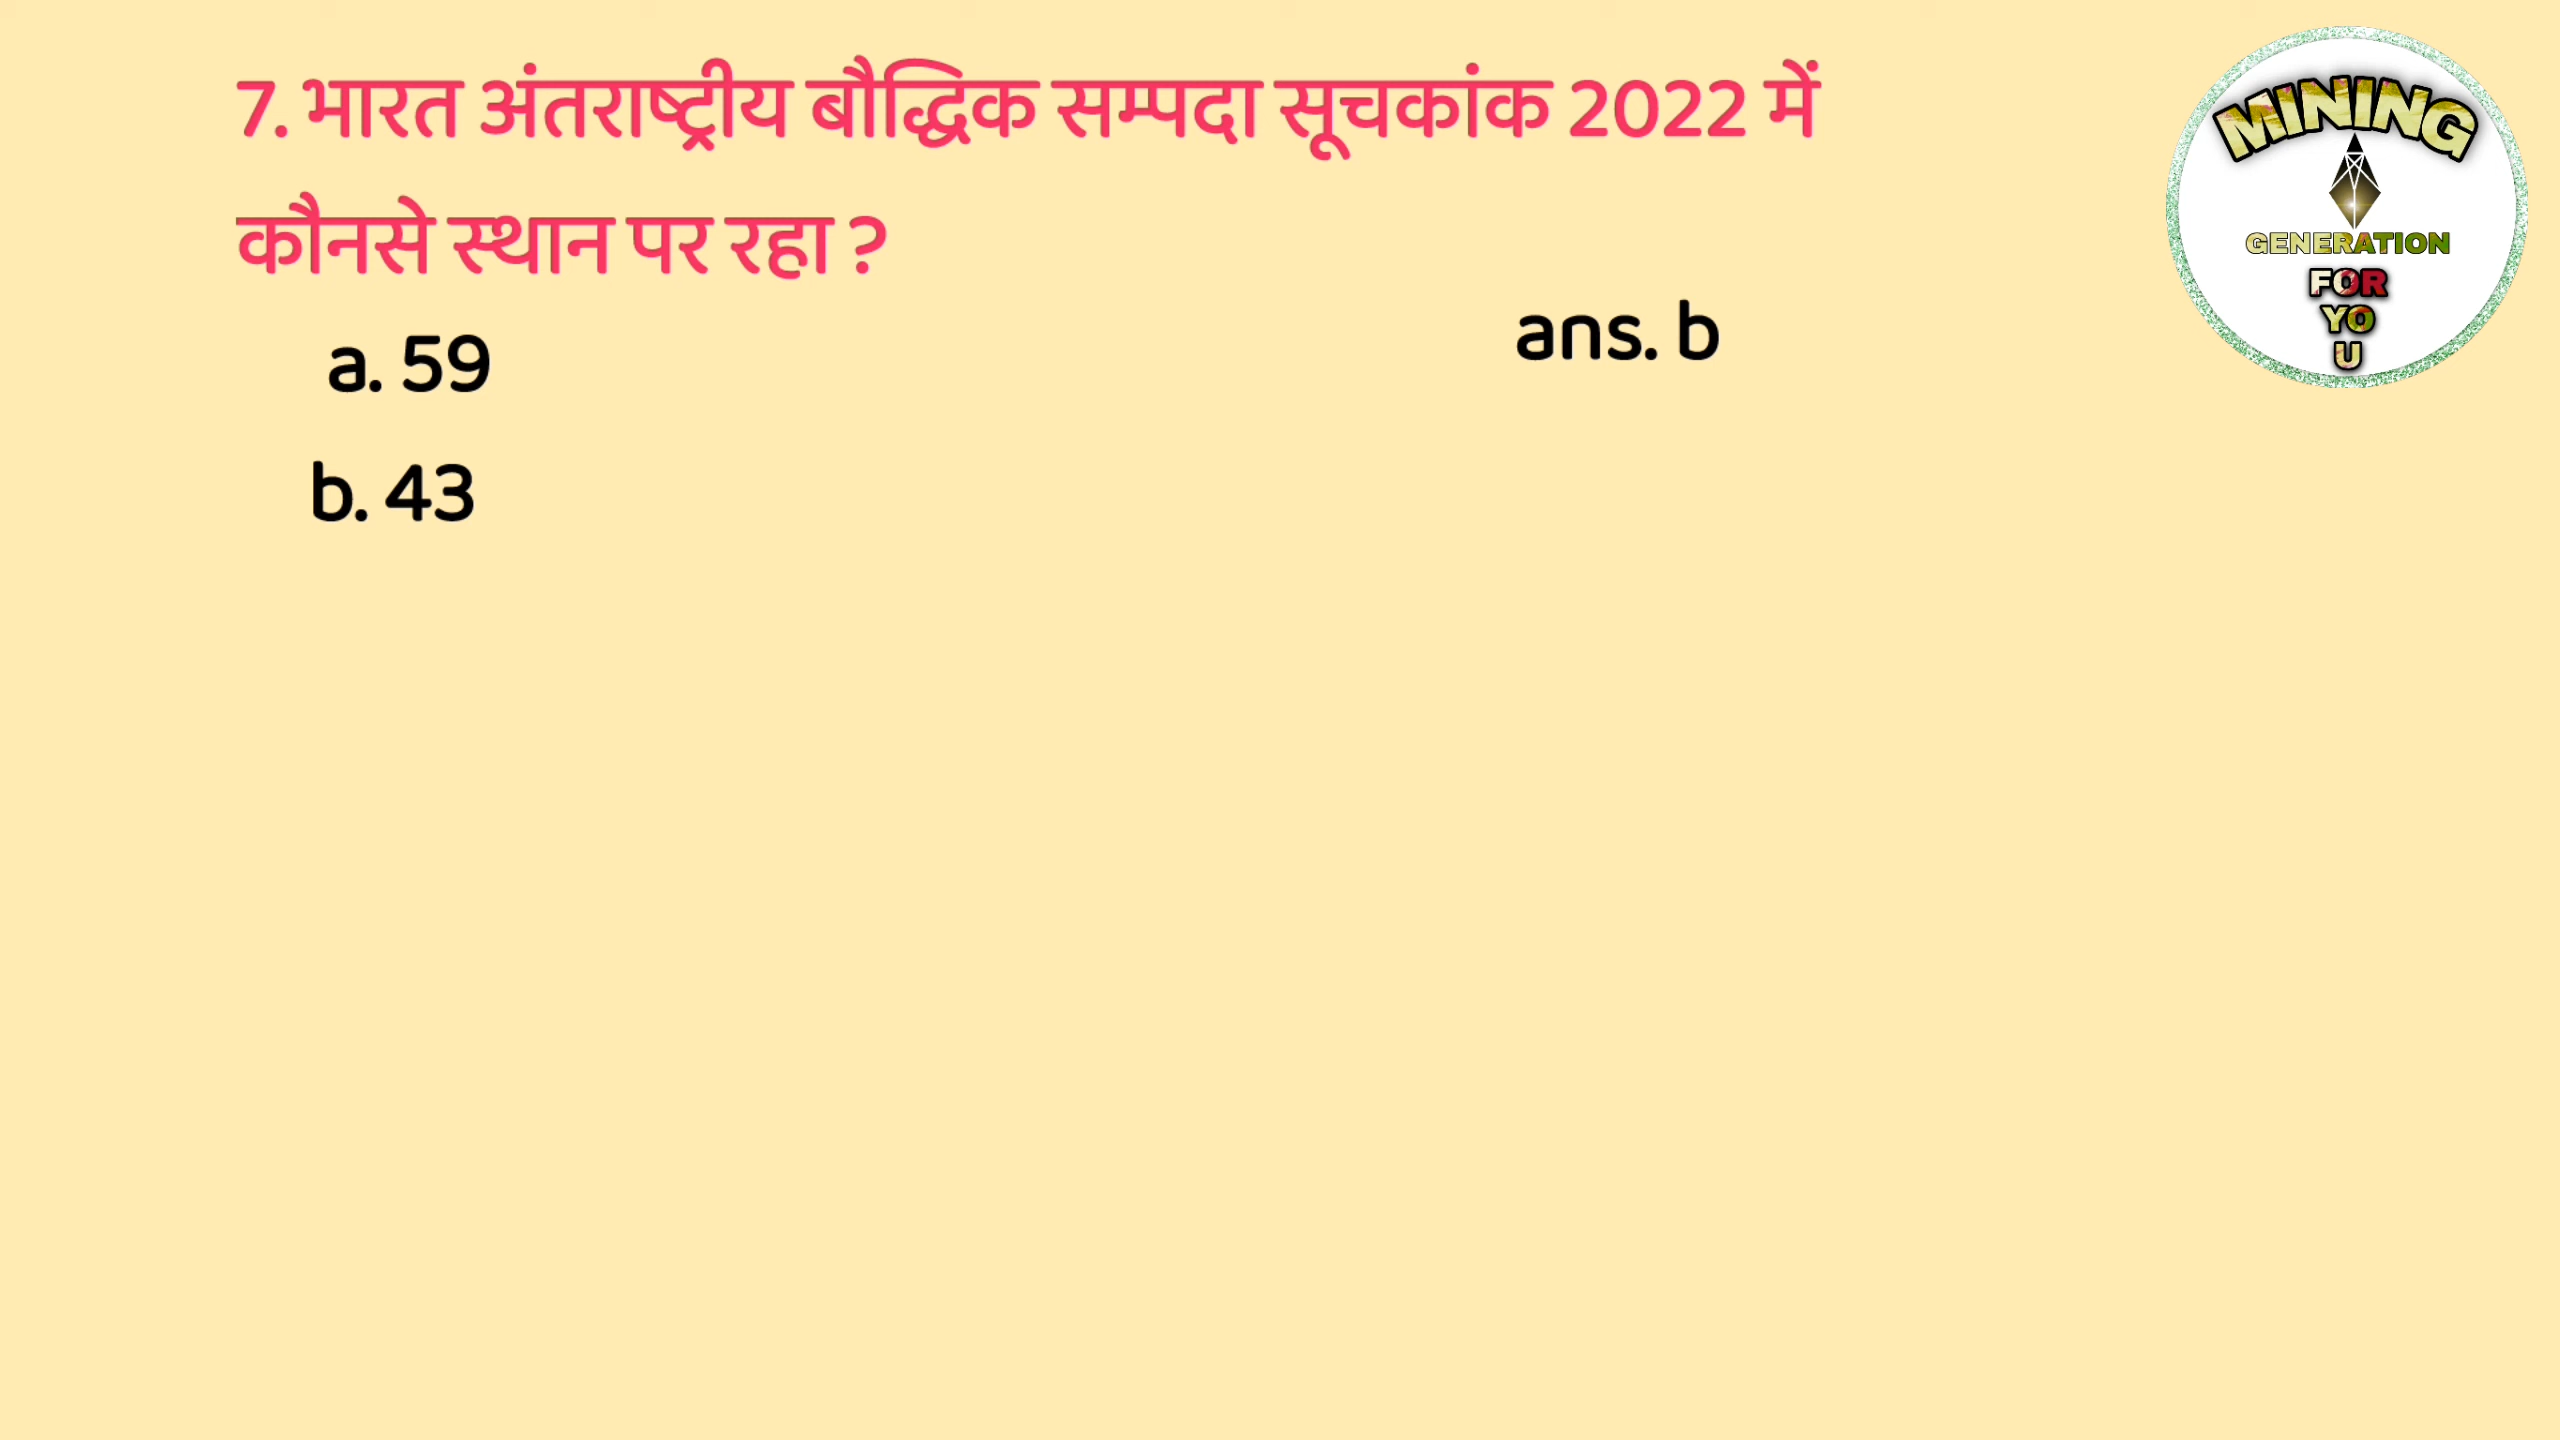 7. भारत अंतराष्ट्रीय बौद्धिक सम्पदा सूचकांक 2022 में
कौनसे स्थान पर रहा ?
a. 59
ans. b
b. 43
MINING
GENERATION
FOR
YO
U